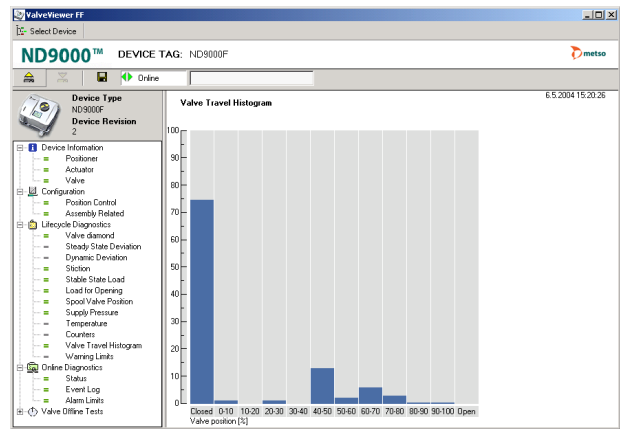 ValveViewer FF
Select Device
ND9000™ DEVICE TAG: ND9000F
metso
Online
Device Type
ND9000F
Device Revision
2
Device Information
Positioner
Actuator
Valve
Configuration
Position Control
Assembly Related
Lifecycle Diagnostics
Valve diamond
Steady State Deviation
Dynamic Deviation
Stiction
Stable State Load
Load for Opening
Spool Valve Position
Supply Pressure
Temperature
Counters
Valve Travel Histogram
Warning Limits
Online Diagnostics
Status
Event Log
Alarm Limits
Valve Offline Tests
6.5.2004 15:20:26
Valve Travel Histogram
100
90
80
70
60
50
40
30
20
10
0
Closed 0-10 10-20 20-30 30-40 40-50 50-60 60-70 70-80 80-90 90-100 Open
Valve position [%]